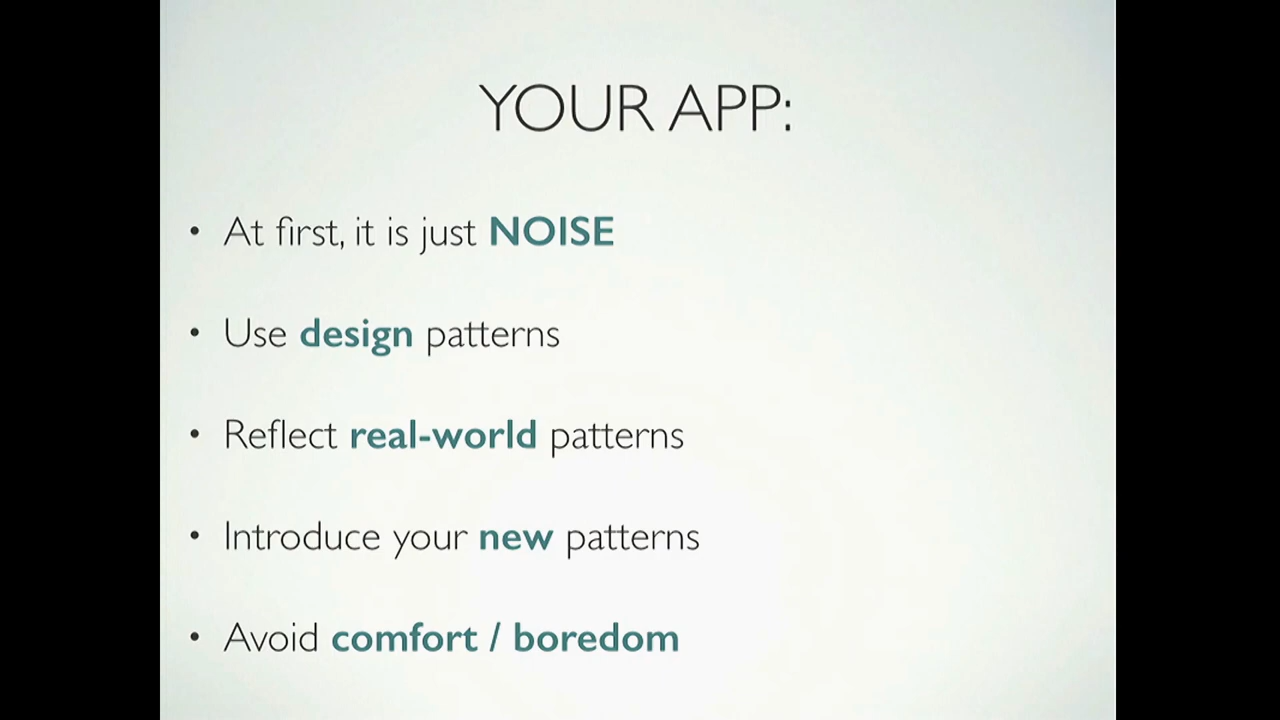 YOUR APP:
• At first, it is just NOISE
• Use design patterns
• Reflect real-world patterns
• Introduce your new patterns
• Avoid comfort / boredom